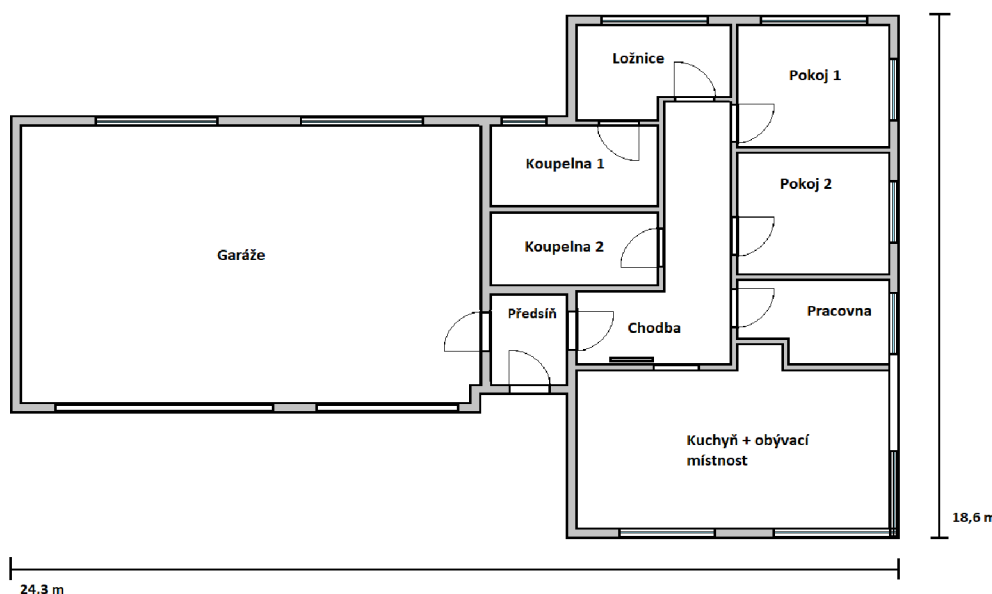 Ložnice
Pokoj 1
Koupelna 1
Pokoj 2
Koupelna 2
Garáže
Předsíň
Chodba
Pracovna
Kuchyň + obývací
místnost
18,6 m
24.3 m